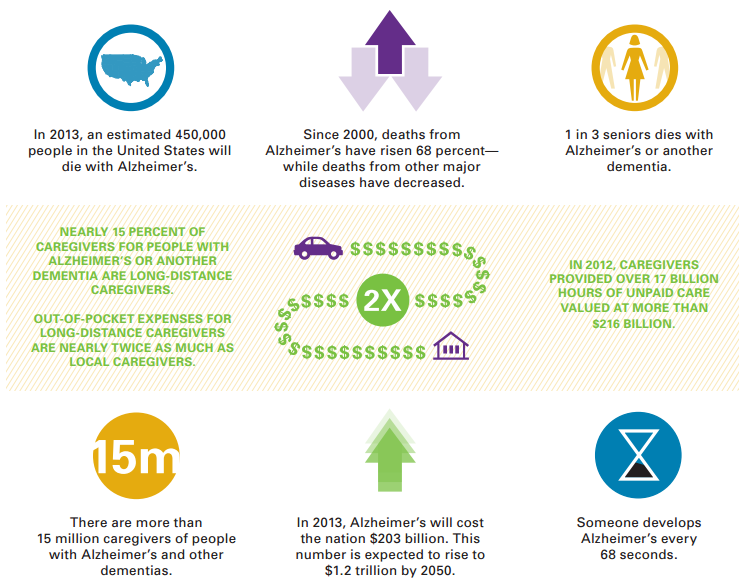 In 2013, an estimated 450,000
people in the United States will
die with Alzheimer's.
Since 2000, deaths from
Alzheimer's have risen 68 percent—
while deaths from other major
diseases have decreased.
1 in 3 seniors dies with
Alzheimer's or another
dementia.
NEARLY 15 PERCENT OF
CAREGIVERS FOR PEOPLE WITH
ALZHEIMER'S OR ANOTHER
DEMENTIA ARE LONG-DISTANCE
CAREGIVERS.
OUT-OF-POCKET EXPENSES FOR
LONG-DISTANCE CAREGIVERS
ARE NEARLY TWICE AS MUCH AS
LOCAL CAREGIVERS.
$$$$$$$$$$$$$$
$$$$$$ 2X $$$$$
$$$$$$$$$$$$$$
IN 2012, CAREGIVERS
PROVIDED OVER 17 BILLION
HOURS OF UNPAID CARE
VALUED AT MORE THAN
$216 BILLION.
15m
There are more than
15 million caregivers of people
with Alzheimer's and other
dementias.
In 2013, Alzheimer's will cost
the nation $203 billion. This
number is expected to rise to
$1.2 trillion by 2050.
Someone develops
Alzheimer's every
68 seconds.